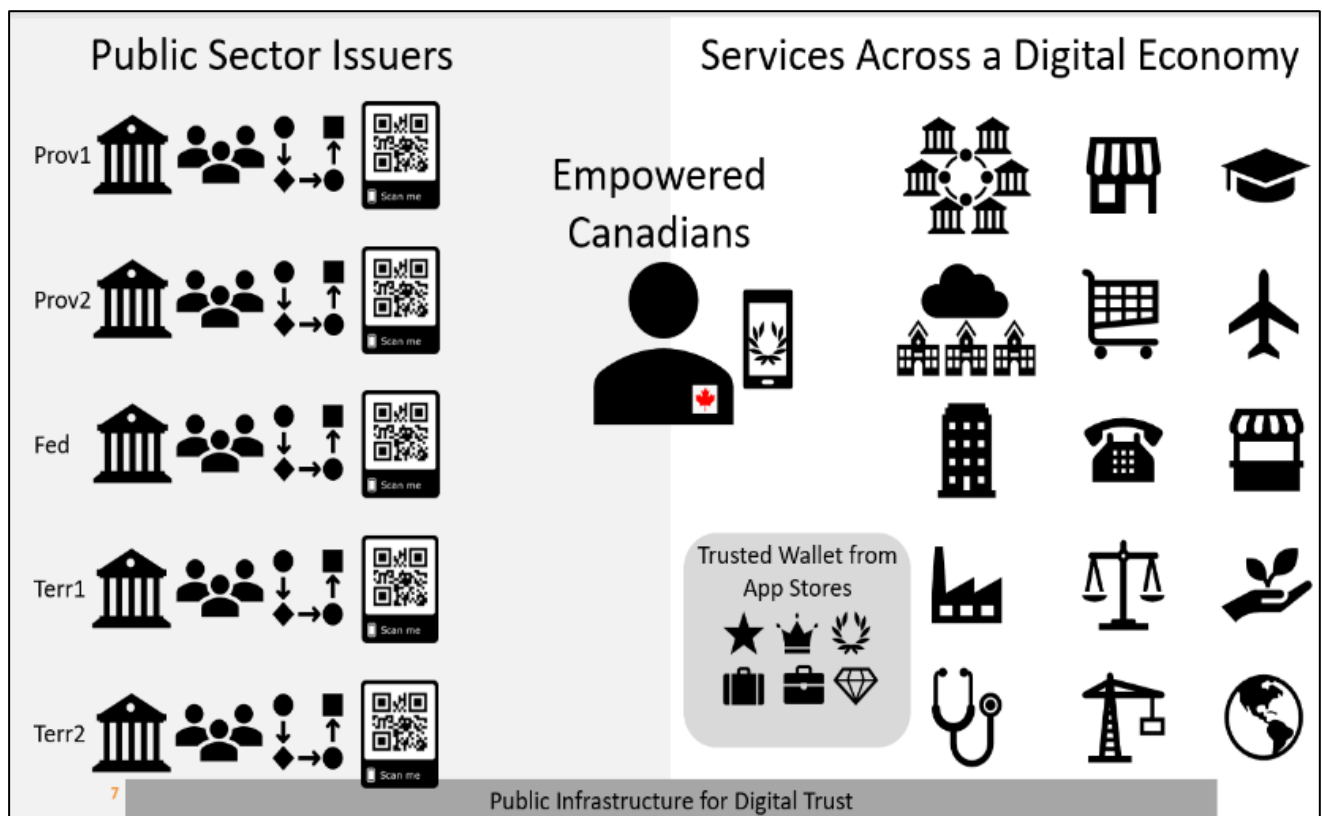 Public Sector Issuers
Services Across a Digital Economy
Prov1
Scan me
Empowered
Canadians
Prov2
Scan me
Fed
Scan me
Trusted Wallet from
App Stores
Terr1
Scan me
Terr2
Scan me
7
Public Infrastructure for Digital Trust